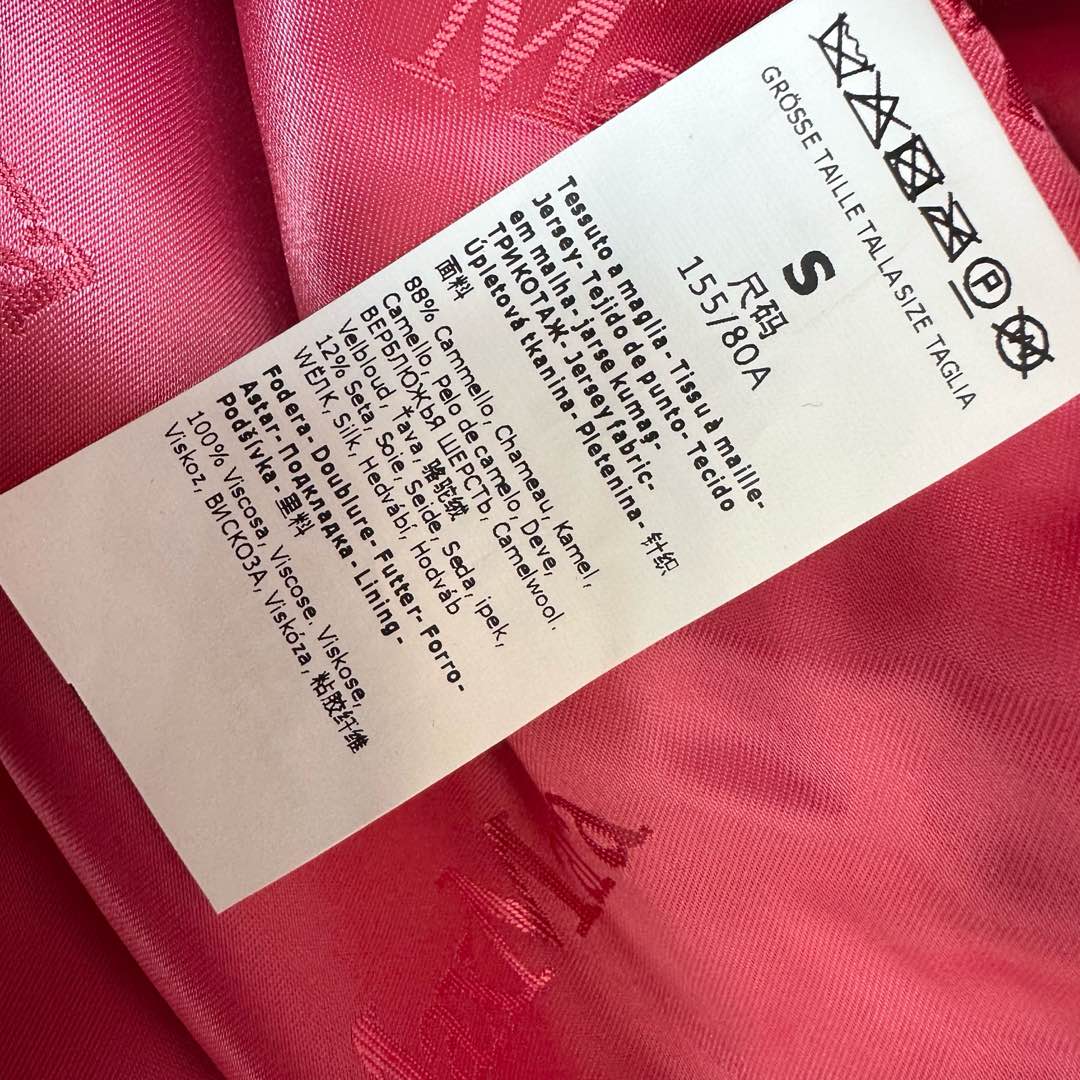 GRÖSSE TAILLE TALLA SIZE TAGLIA
S
尺码
155/80A
Tessuto a maglia - Tissu à maille-
Jersey- Tejido de punto- Tecido
em malha- Jarse kumaş-
ТРИКОТАЖ- Jersey fabric-
Úpletová tkanina- Pletenina- 针织
面料
88% Cammello, Chameau, Kamel,
Camello, Pelo de camelo, Deve,
ВЕРБЛЮЖЬЯ ШЕРСТЬ, Camelwool,
Velbloud, Ťava, 骆驼绒
12% Seta, Soie, Seide, Seda, ipek,
WЁЛК, Silk, Hedvábí, Hodváb
Fodera- Doublure- Futter- Forro-
Astar- Подкладка- Lining-
Podšívka- 里料
100% Viscosa, Viscose, Viskose,
Viskoz, ВИСКОЗА, Viskóza, 粘胶纤维
Ma
Ma